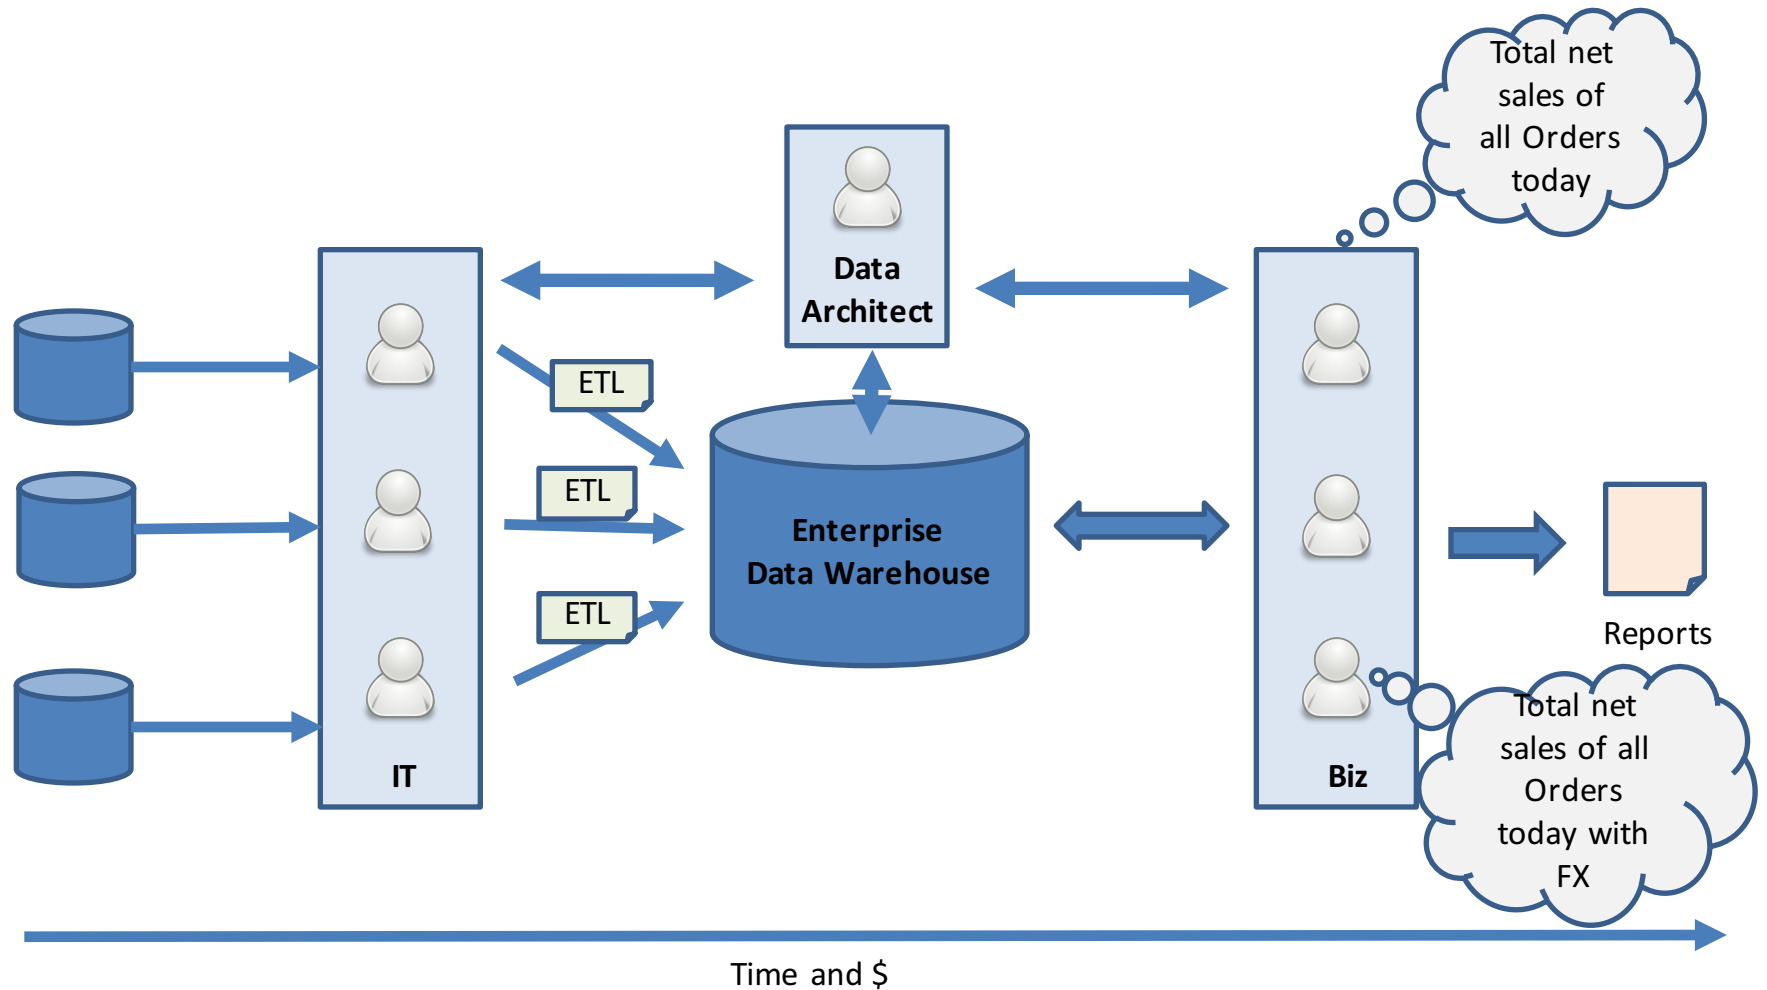 Total net
sales of
all Orders
today
Data
Architect
ETL
ETL
ETL
Enterprise
Data Warehouse
IT
Biz
Reports
Total net
sales of all
Orders
today with
FX
Time and $